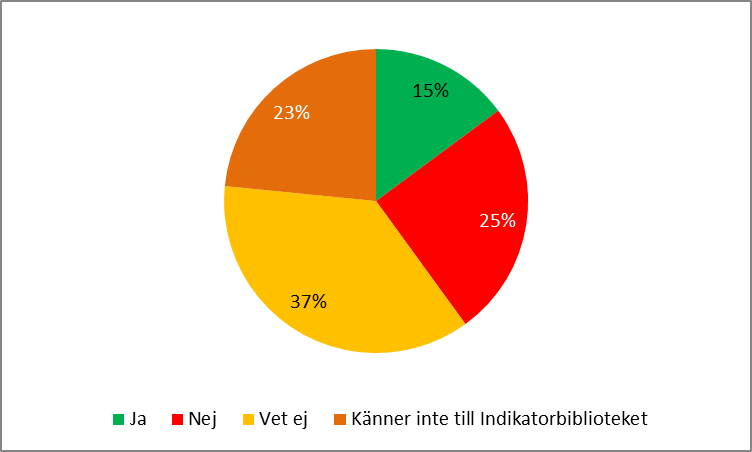 15%
25%
37%
23%
Ja Nej Vet ej Känner inte till Indikatorbiblioteket